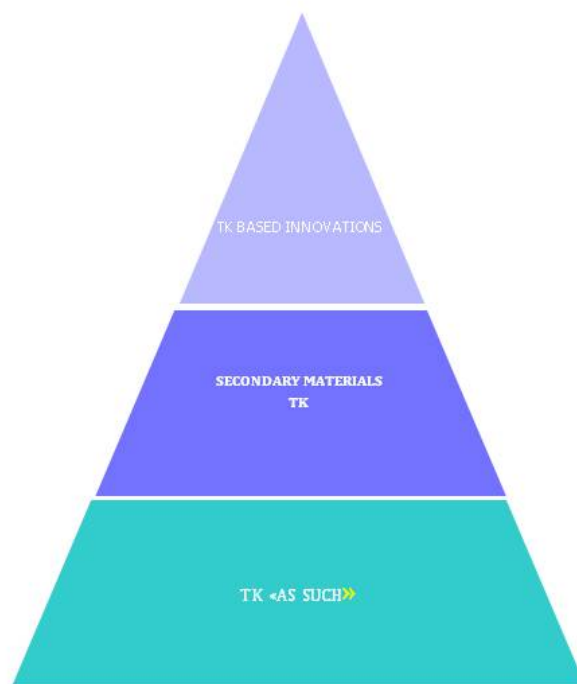 TK BASED INNOVATIONS
SECONDARY MATERIALS
TK
TK «AS SUCH»